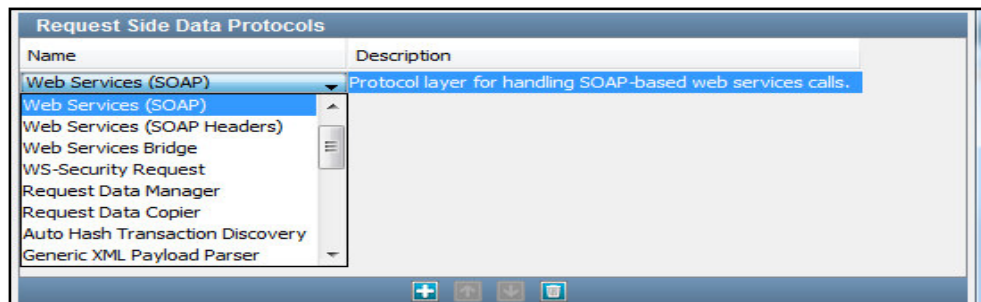 Request Side Data Protocols
Name Description
Web Services (SOAP) Protocol layer for handling SOAP-based web services calls.
Web Services (SOAP)
Web Services (SOAP Headers)
Web Services Bridge
WS-Security Request
Request Data Manager
Request Data Copier
Auto Hash Transaction Discovery
Generic XML Payload Parser